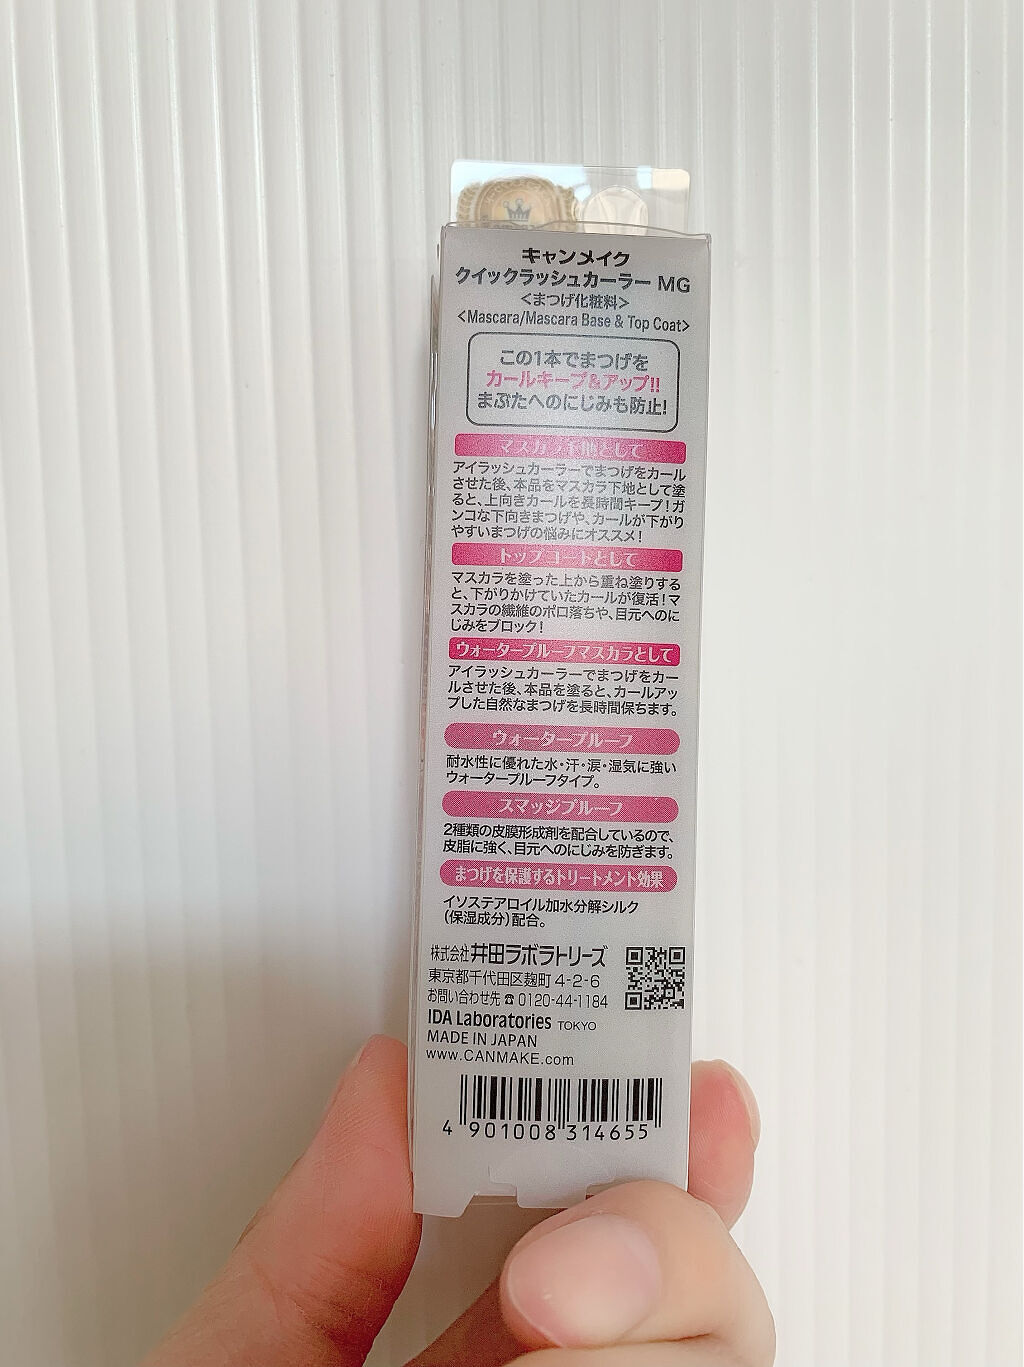 キャンメイク
クイックラッシュカーラー MG
<まつげ化粧料>
<Mascara/Mascara Base & Top Coat>
この1本でまつげを
カールキープ&アップ!!
まぶたへのにじみも防止!
マスカラ下地として
アイラッシュカーラーでまつげをカール
させた後、本品をマスカラ下地として塗
ると、上向きカールを長時間キープ!ガ
ンコな下向きまつげや、カールが下がり
やすいまつげの悩みにオススメ!
トップコートとして
マスカラを塗った上から重ね塗りする
と、下がりかけていたカールが復活!マ
スカラの繊維のポロ落ちや、目元へのに
じみをブロック!
ウォータープルーフマスカラとして
アイラッシュカーラーでまつげをカー
ルさせた後、本品を塗ると、カールアッ
プした自然なまつげを長時間保ちます。
ウォータープルーフ
耐水性に優れた水・汗・涙・湿気に強い
ウォータープルーフタイプ。
スマッジプルーフ
2種類の皮膜形成剤を配合しているので、
皮脂に強く、目元へのにじみを防ぎます。
まつげを保護するトリートメント効果
イソステアロイル加水分解シルク
(保湿成分)配合。
株式会社 井田ラボラトリーズ
東京都千代田区麹町 4-2-6
お問い合わせ先 ☎ 0120-44-1184
IDA Laboratories TOKYO
MADE IN JAPAN
www.CANMAKE.com
4 901008 314655